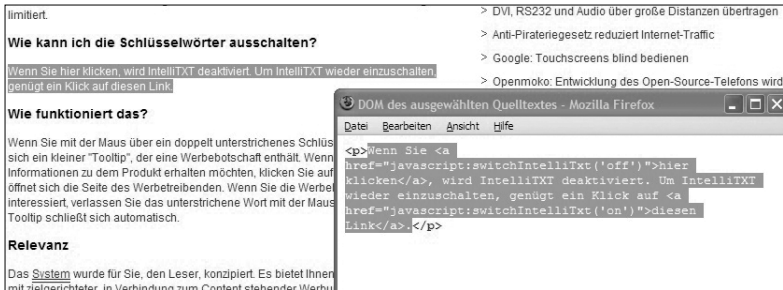 limitiert.
Wie kann ich die Schlüsselwörter ausschalten?
Wenn Sie hier klicken, wird IntelliTXT deaktiviert. Um IntelliTXT wieder einzuschalten,
genügt ein Klick auf diesen Link.
Wie funktioniert das?
Wenn Sie mit der Maus über ein doppelt unterstrichenes Schlüs
sich ein kleiner "Tooltip", der eine Werbebotschaft enthält. Wenn
Informationen zu dem Produkt erhalten möchten, klicken Sie auf
öffnet sich die Seite des Werbetreibenden. Wenn Sie die Werbe
interessiert, verlassen Sie das unterstrichene Wort mit der Maus
Tooltip schließt sich automatisch.
Relevanz
Das System wurde für Sie, den Leser, konzipiert. Es bietet Ihnen
mit zielgerichteter, in Verbindung zum Content stehender Werbu
> DVI, RS232 und Audio über große Distanzen übertragen
> Anti-Pirateriegesetz reduziert Internet-Traffic
> Google: Touchscreens blind bedienen
> Openmoko: Entwicklung des Open-Source-Telefons wird
DOM des ausgewählten Quelltextes - Mozilla Firefox
Datei Bearbeiten Ansicht Hilfe
<p>Wenn Sie <a
href="javascript:switchIntelliTxt('off')">hier
klicken</a>, wird IntelliTXT deaktiviert. Um IntelliTXT
wieder einzuschalten, genügt ein Klick auf <a
href="javascript:switchIntelliTxt('on')">diesen
Link</a>.</p>